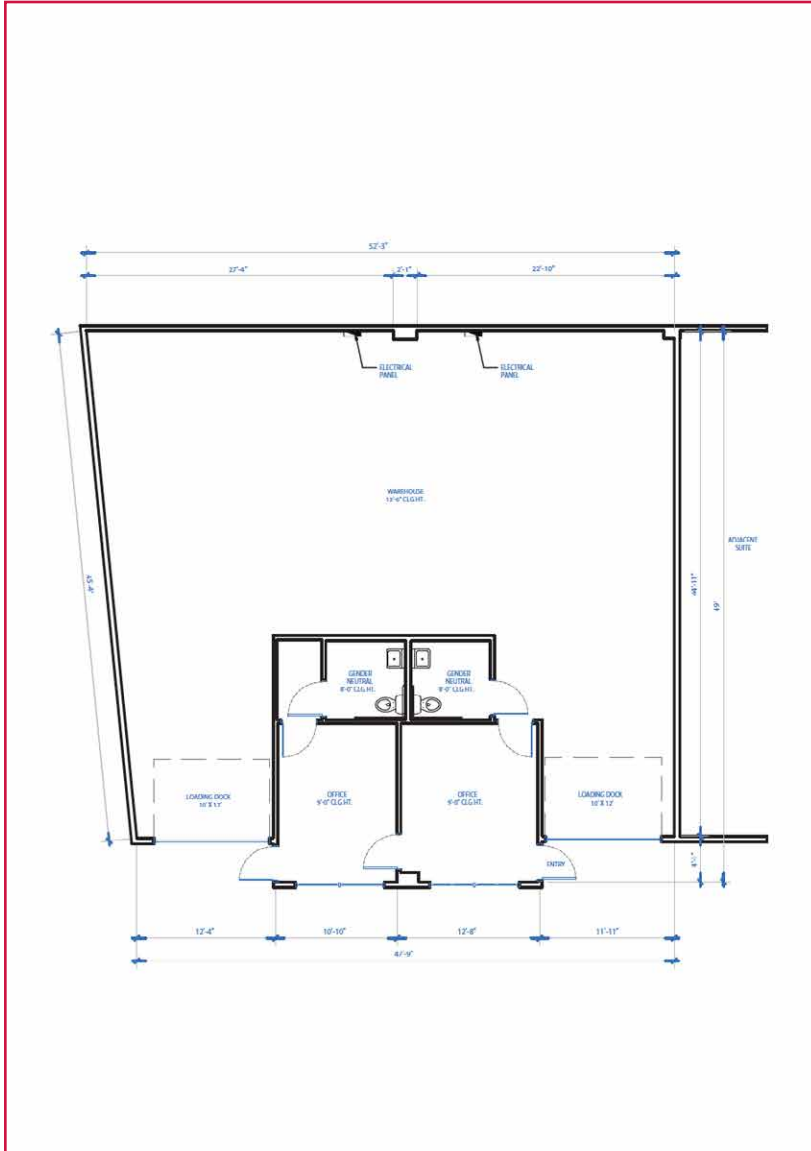 52'-3"
27'-4"
2'-1"
22'-10"
ELECTRICAL
PANEL
ELECTRICAL
PANEL
WAREHOUSE
CLG HT.
ADJACENT
SUITE
45'-4"
44'-11"
49'
GENDER
NEUTRAL
8'-0" CLG HT.
GENDER
NEUTRAL
8'-0" CLG HT.
LOADING DOCK
10' X 12'
OFFICE
9'-0" CLG HT.
OFFICE
9'-0" CLG HT.
LOADING DOCK
10' X 12'
ENTRY
12'-4"
10'-10"
12'-8"
11'-11"
47'-9"